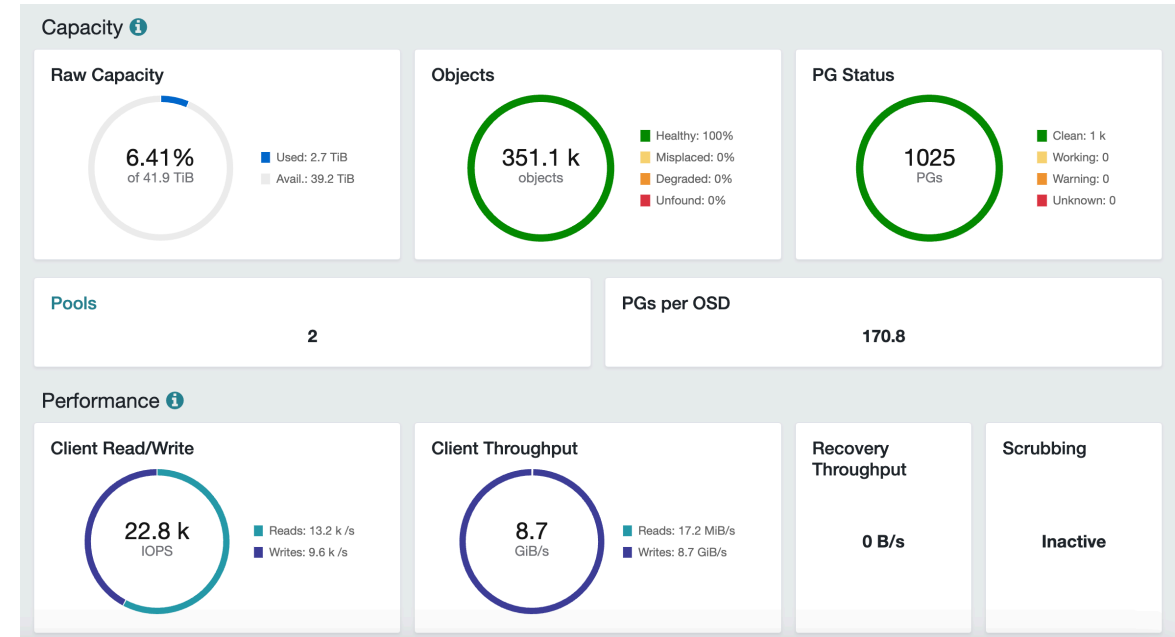 Capacity
Raw Capacity
6.41%
of 41.9 TiB
Used: 2.7 TiB
Avail.: 39.2 TiB
Objects
351.1 k
objects
Healthy: 100%
Misplaced: 0%
Degraded: 0%
Unfound: 0%
PG Status
1025
PGs
Clean: 1 k
Working: 0
Warning: 0
Unknown: 0
Pools
2
PGs per OSD
170.8
Performance
Client Read/Write
22.8 k
IOPS
Reads: 13.2 k /s
Writes: 9.6 k /s
Client Throughput
8.7
GiB/s
Reads: 17.2 MiB/s
Writes: 8.7 GiB/s
Recovery
Throughput
0 B/s
Scrubbing
Inactive